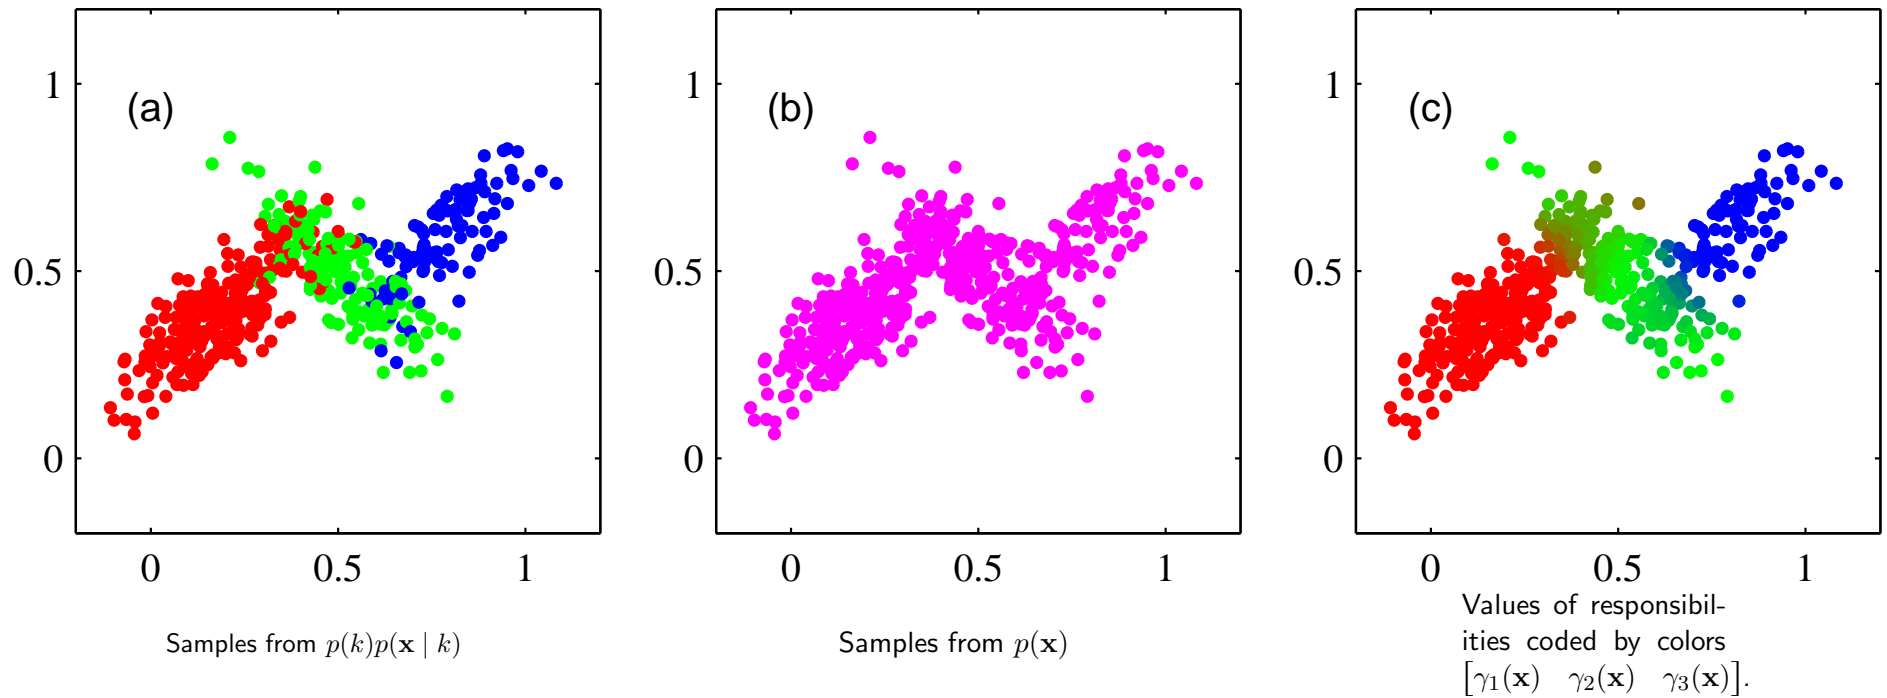 (a)
1
0.5
0
0 0.5 1
Samples from p(k)p(x | k)
(b)
1
0.5
0
0 0.5 1
Samples from p(x)
(c)
1
0.5
0
0 0.5 1
Values of responsibil-
ities coded by colors
[γ₁(x) γ₂(x) γ₃(x)].